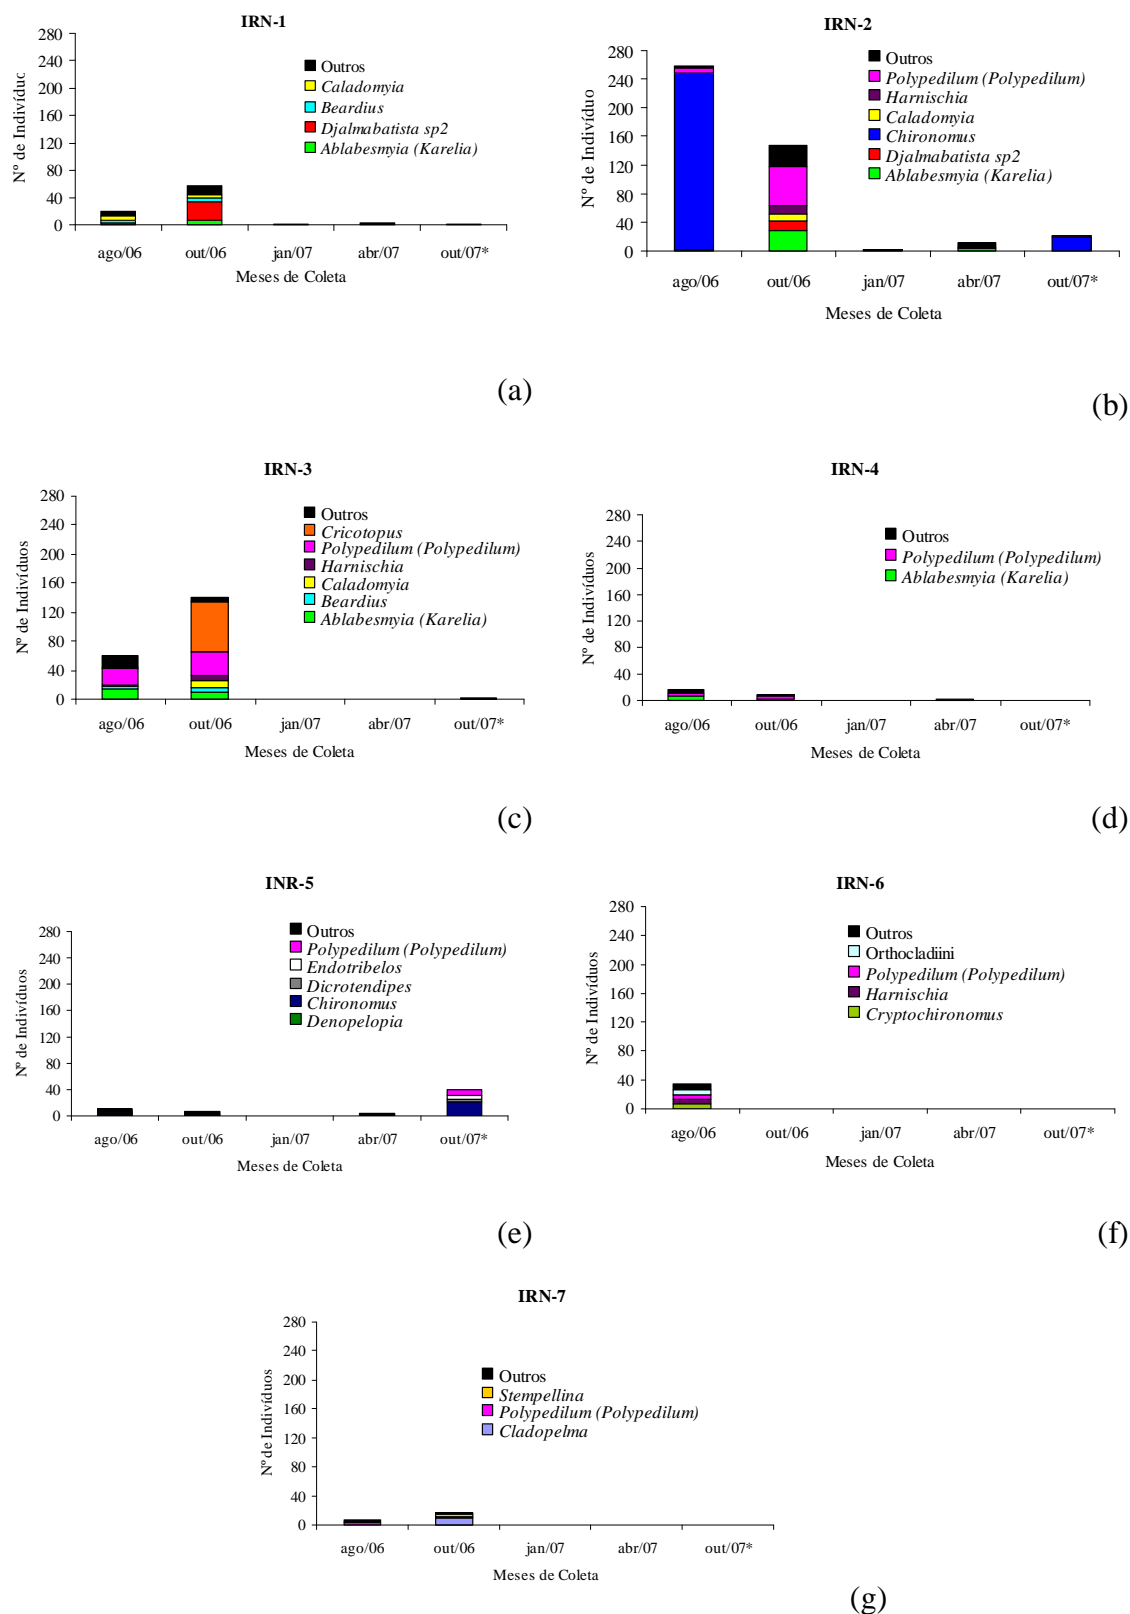 IRN-1
280
240
200
160
120
80
40
0
Nº de Indivíduc
Outros
Caladomyia
Beardius
Djalmabatista sp2
Ablabesmyia (Karelia)
ago/06 out/06 jan/07 abr/07 out/07*
Meses de Coleta
(a)
IRN-2
280
240
200
160
120
80
40
0
Nº de Indivíduo
Outros
Polypedilum (Polypedilum)
Harnischia
Caladomyia
Chironomus
Djalmabatista sp2
Ablabesmyia (Karelia)
ago/06 out/06 jan/07 abr/07 out/07*
Meses de Coleta
(b)
IRN-3
280
240
200
160
120
80
40
0
Nº de Indivíduos
Outros
Cricotopus
Polypedilum (Polypedilum)
Harnischia
Caladomyia
Beardius
Ablabesmyia (Karelia)
ago/06 out/06 jan/07 abr/07 out/07*
Meses de Coleta
(c)
IRN-4
280
240
200
160
120
80
40
0
Nº de Indivíduos
Outros
Polypedilum (Polypedilum)
Ablabesmyia (Karelia)
ago/06 out/06 jan/07 abr/07 out/07*
Meses de Coleta
(d)
INR-5
280
240
200
160
120
80
40
0
Nº de Indivíduos
Outros
Polypedilum (Polypedilum)
Endotribelos
Dicrotendipes
Chironomus
Denopelopia
ago/06 out/06 jan/07 abr/07 out/07*
Meses de Coleta
(e)
IRN-6
280
240
200
160
120
80
40
0
Nº de Indivíduos
Outros
Orthocladiini
Polypedilum (Polypedilum)
Harnischia
Cryptochironomus
ago/06 out/06 jan/07 abr/07 out/07*
Meses de Coleta
(f)
IRN-7
280
240
200
160
120
80
40
0
Nº de Indivíduos
Outros
Stempellina
Polypedilum (Polypedilum)
Cladopelma
ago/06 out/06 jan/07 abr/07 out/07*
Meses de Coleta
(g)